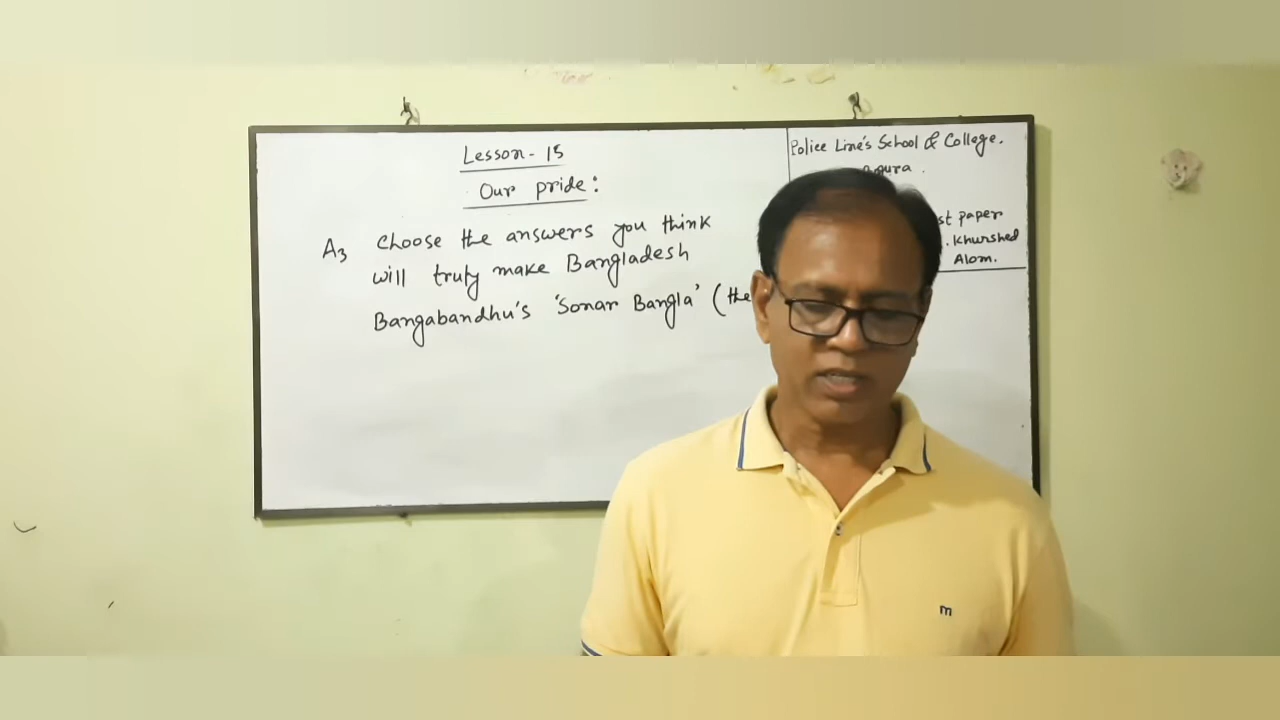 Lesson - 15
Our pride:
A3 Choose the answers you think
will truly make Bangladesh
Bangabandhu's 'Sonar Bangla' (the
Police Line's School & College.
paper
Khurshed
Alom.
m